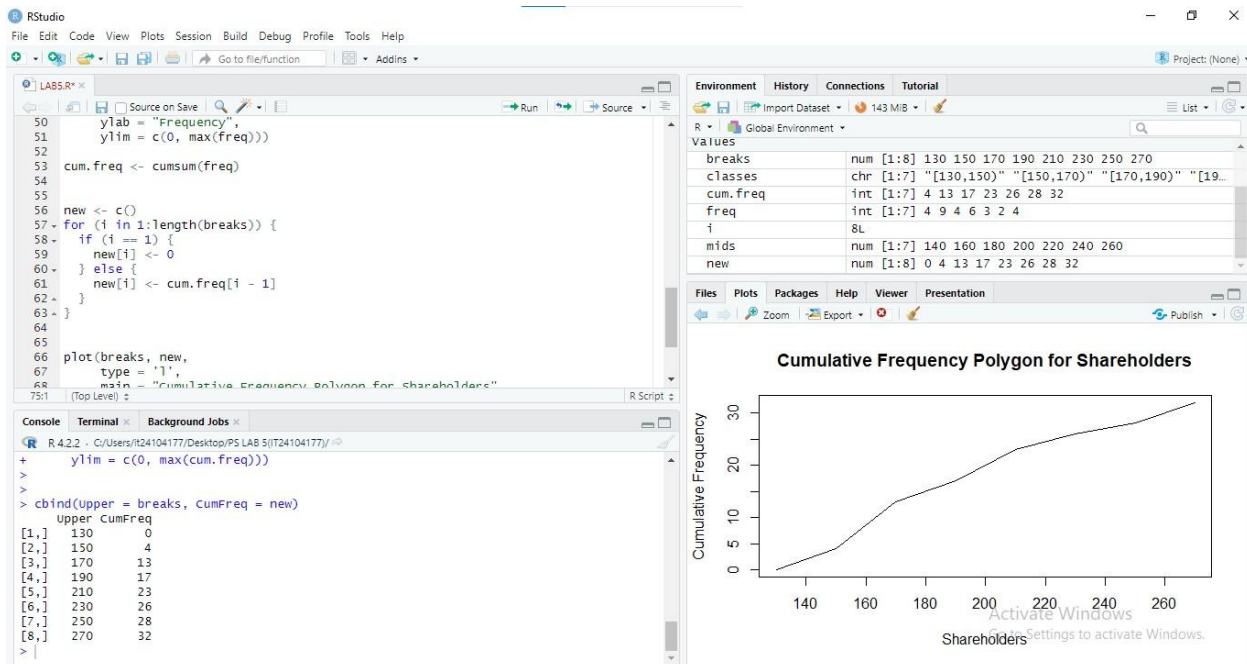 RStudio
File Edit Code View Plots Session Build Debug Profile Tools Help
Go to file/function Addins Project: (None)
LAB5.R*
Source on Save Run Source
50 ylab = "Frequency",
51 ylim = c(0, max(freq)))
52
53 cum.freq <- cumsum(freq)
54
55
56 new <- c()
57 for (i in 1:length(breaks)) {
58 if (i == 1) {
59 new[i] <- 0
60 } else {
61 new[i] <- cum.freq[i - 1]
62 }
63 }
64
65
66 plot(breaks, new,
67 type = 'l',
68 main = "Cumulative Frequency Polygon for Shareholders"
75:1 (Top Level) R Script
Console Terminal Background Jobs
R 4.2.2 · C:/Users/it24104177/Desktop/PS LAB 5(IT24104177)/
+ ylim = c(0, max(cum.freq)))
>
>
> cbind(Upper = breaks, CumFreq = new)
Upper CumFreq
[1,] 130 0
[2,] 150 4
[3,] 170 13
[4,] 190 17
[5,] 210 23
[6,] 230 26
[7,] 250 28
[8,] 270 32
>
Environment History Connections Tutorial
Import Dataset 143 MiB List
R Global Environment
Values
breaks num [1:8] 130 150 170 190 210 230 250 270
classes chr [1:7] "[130,150)" "[150,170)" "[170,190)" "[19…
cum.freq int [1:7] 4 13 17 23 26 28 32
freq int [1:7] 4 9 4 6 3 2 4
i 8L
mids num [1:7] 140 160 180 200 220 240 260
new num [1:8] 0 4 13 17 23 26 28 32
Files Plots Packages Help Viewer Presentation
Zoom Export Publish
Cumulative Frequency Polygon for Shareholders
Cumulative Frequency
30
20
10
5
0
140 160 180 200 220 240 260
Shareholders
Activate Windows
Go to Settings to activate Windows.